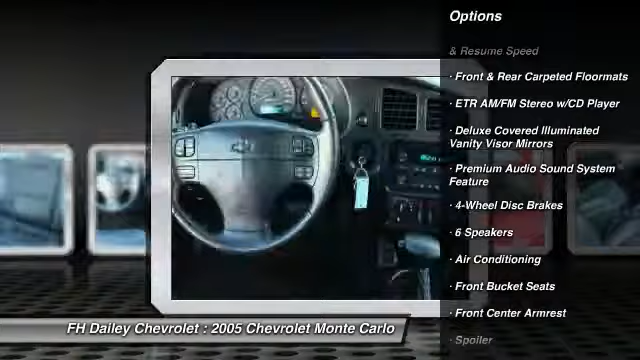 Options
& Resume Speed
· Front & Rear Carpeted Floormats
· ETR AM/FM Stereo w/CD Player
· Deluxe Covered Illuminated
Vanity Visor Mirrors
· Premium Audio Sound System
Feature
· 4-Wheel Disc Brakes
· 6 Speakers
· Air Conditioning
· Front Bucket Seats
· Front Center Armrest
· Spoiler
FH Dailey Chevrolet : 2005 Chevrolet Monte Carlo